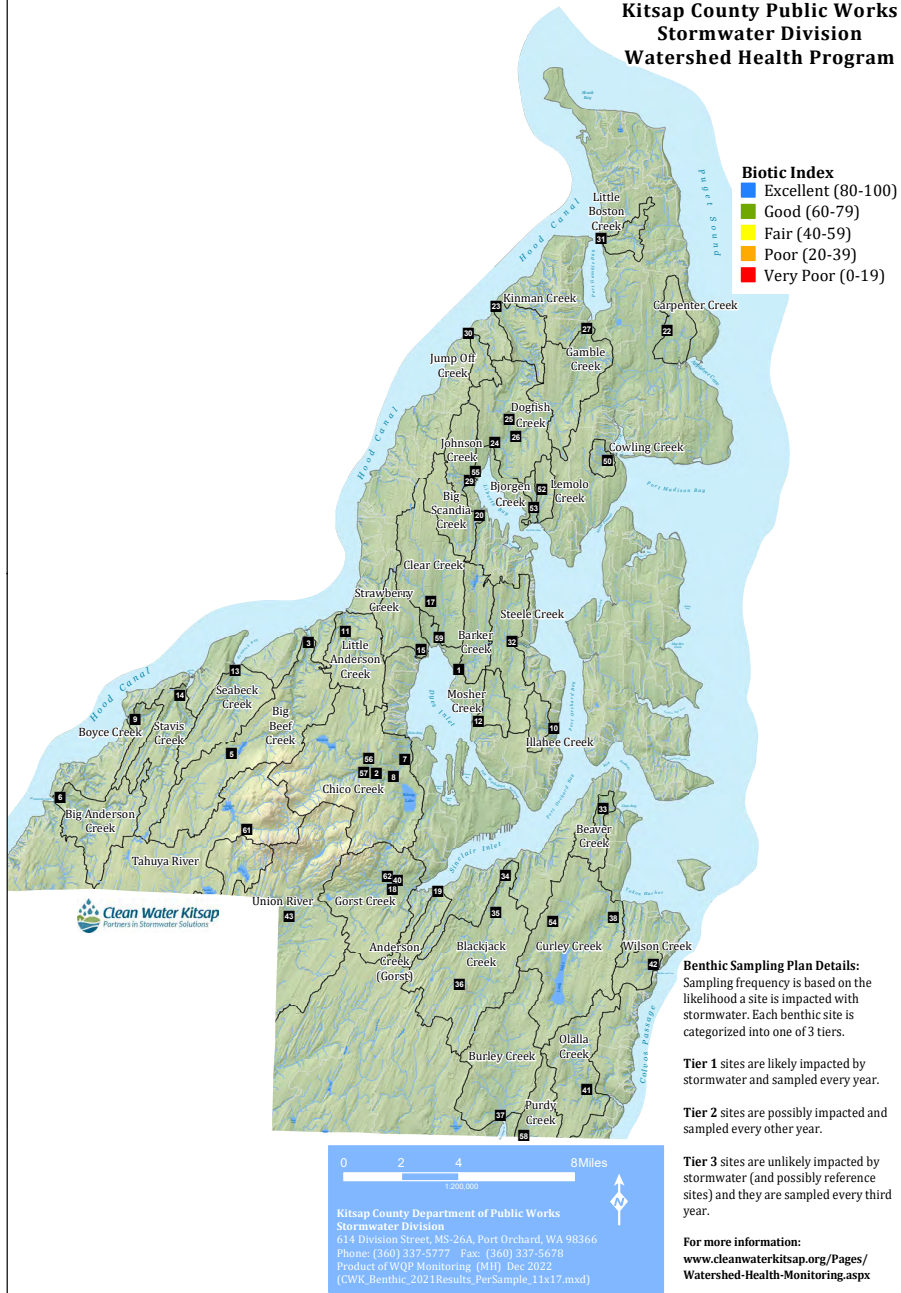 Kitsap County Public Works
Stormwater Division
Watershed Health Program
Biotic Index
Excellent (80-100)
Good (60-79)
Fair (40-59)
Poor (20-39)
Very Poor (0-19)
Puget Sound
Hood Canal
Little
Boston
Creek
31
Kinman Creek
23
Carpenter Creek
22
27
Gamble
Creek
30
Jump Off
Creek
Dogfish
Creek
25
26
24
Hood Canal
Johnson
Creek
55
29
Cowling Creek
50
Port Madison Bay
Bjorgen
Creek
52
53
Lemolo
Creek
Big
Scandia
Creek
20
Clear Creek
Strawberry
Creek
17
Steele Creek
59
15
Barker
Creek
32
1
3
11
Little
Anderson
Creek
13
Seabeck
Creek
Hood Canal
14
9
Boyce Creek
Stavis
Creek
Big
Beef
Creek
5
Dyes Inlet
Mosher
Creek
12
10
Illahee Creek
56
57
2
8
7
Chico Creek
6
Big Anderson
Creek
61
Tahuya River
33
Beaver
Creek
Sinclair Inlet
62
40
18
Union River
43
Gorst Creek
19
34
35
54
38
Curley Creek
Wilson Creek
42
Anderson
Creek
(Gorst)
Blackjack
Creek
36
Colvos Passage
Olalla
Creek
41
Burley Creek
37
Purdy
Creek
58
Clean Water Kitsap
Partners in Stormwater Solutions
Benthic Sampling Plan Details:
Sampling frequency is based on the
likelihood a site is impacted with
stormwater. Each benthic site is
categorized into one of 3 tiers.
Tier 1 sites are likely impacted by
stormwater and sampled every year.
Tier 2 sites are possibly impacted and
sampled every other year.
Tier 3 sites are unlikely impacted by
stormwater (and possibly reference
sites) and they are sampled every third
year.
For more information:
www.cleanwaterkitsap.org/Pages/
Watershed-Health-Monitoring.aspx
0 2 4 8 Miles
1:200,000
N
Kitsap County Department of Public Works
Stormwater Division
614 Division Street, MS-26A, Port Orchard, WA 98366
Phone: (360) 337-5777 Fax: (360) 337-5678
Product of WQP Monitoring (MH) Dec 2022
(CWK_Benthic_2021Results_PerSample_11x17.mxd)